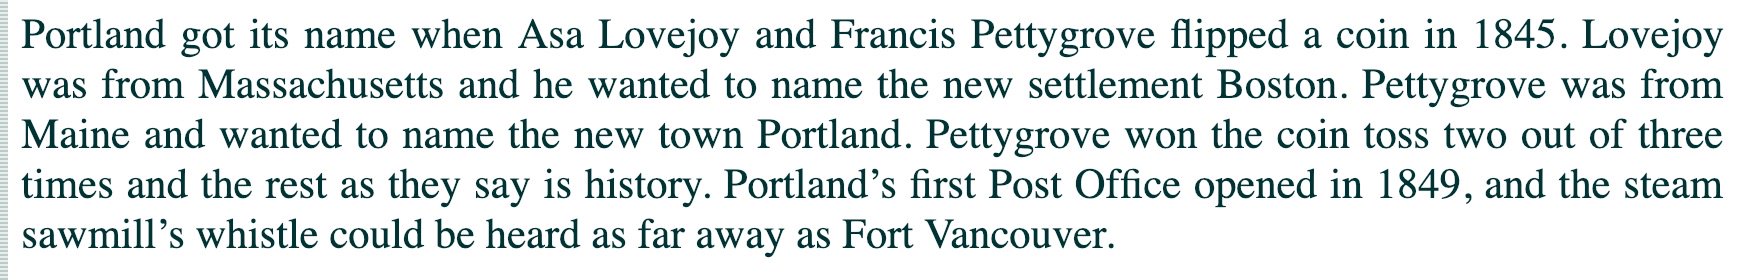 Portland got its name when Asa Lovejoy and Francis Pettygrove flipped a coin in 1845. Lovejoy
was from Massachusetts and he wanted to name the new settlement Boston. Pettygrove was from
Maine and wanted to name the new town Portland. Pettygrove won the coin toss two out of three
times and the rest as they say is history. Portland’s first Post Office opened in 1849, and the steam
sawmill’s whistle could be heard as far away as Fort Vancouver.